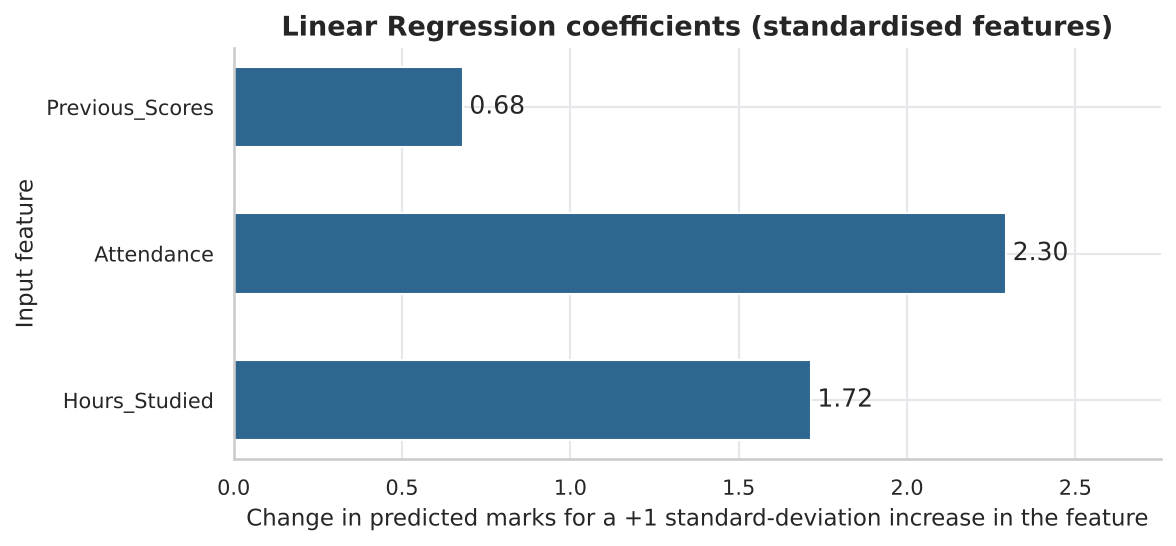 Linear Regression coefficients (standardised features)
Input feature
Previous_Scores
0.68
Attendance
2.30
Hours_Studied
1.72
0.0 0.5 1.0 1.5 2.0 2.5
Change in predicted marks for a +1 standard-deviation increase in the feature